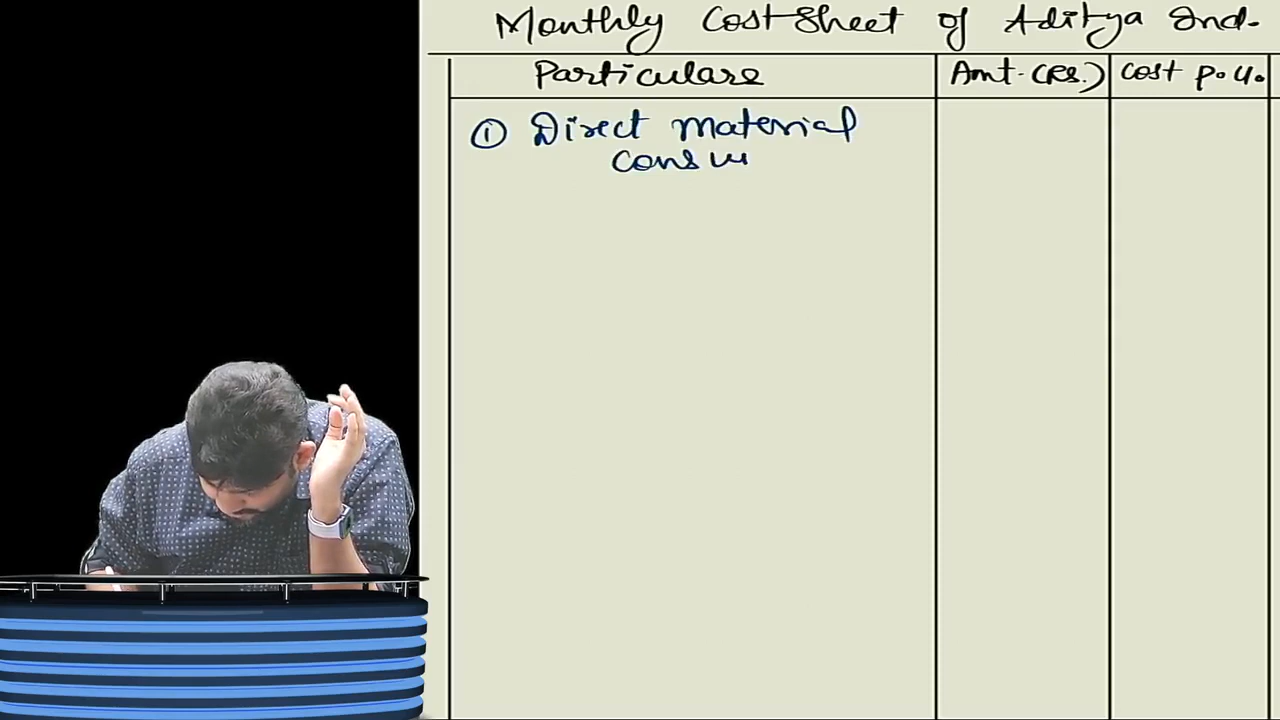 Monthly Cost Sheet of Aditya Ind.
Particulars Amt. (Rs.) Cost p.u.
① Direct Material
Consu